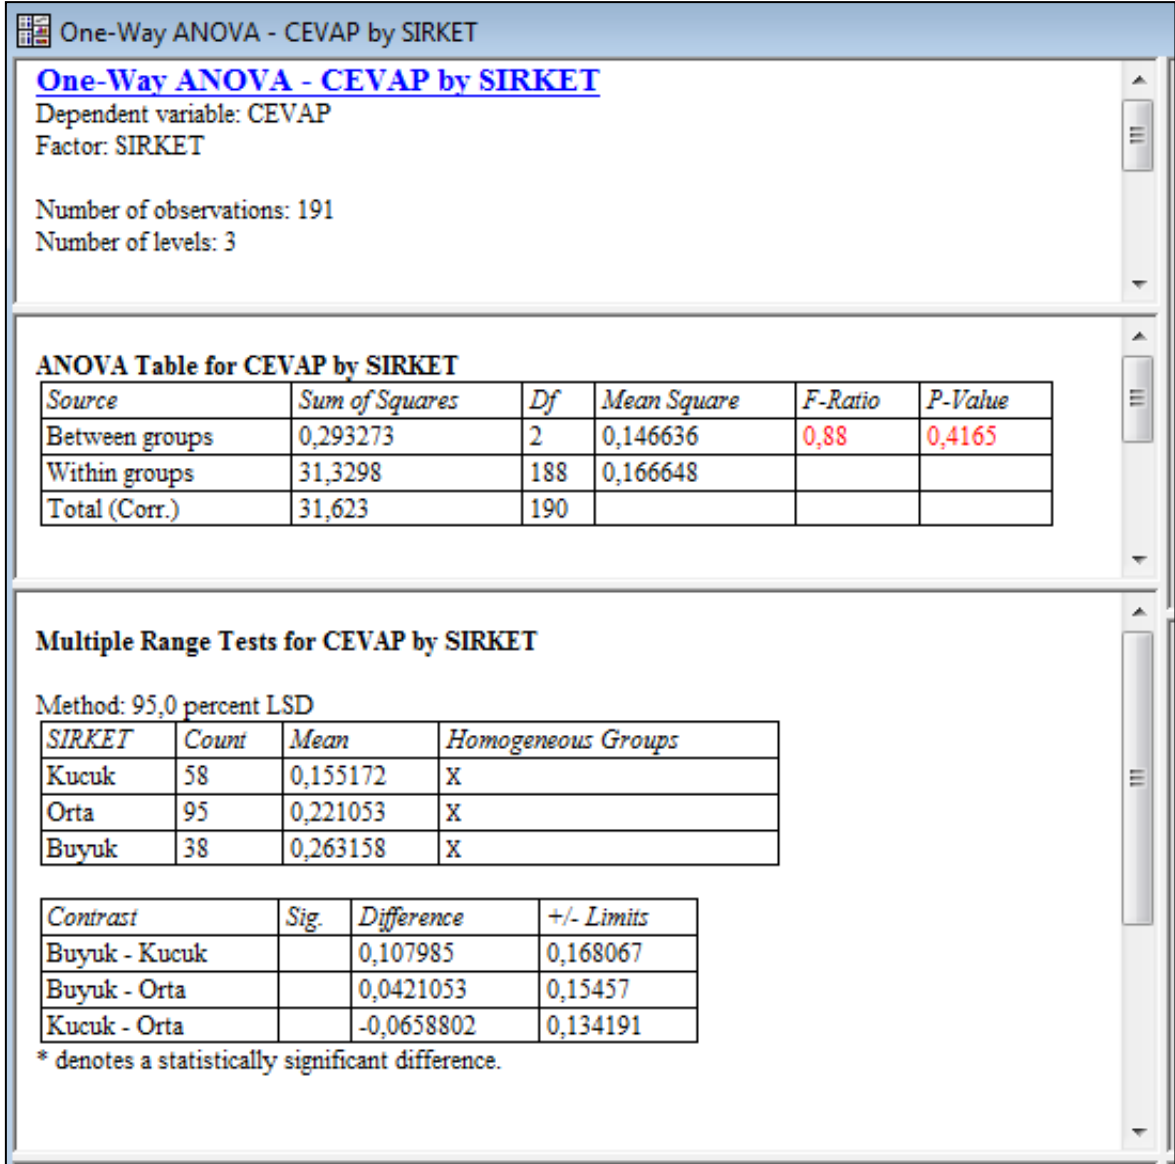 One-Way ANOVA - CEVAP by SIRKET
One-Way ANOVA - CEVAP by SIRKET
Dependent variable: CEVAP
Factor: SIRKET
Number of observations: 191
Number of levels: 3
ANOVA Table for CEVAP by SIRKET
Source Sum of Squares Df Mean Square F-Ratio P-Value
Between groups 0,293273 2 0,146636 0,88 0,4165
Within groups 31,3298 188 0,166648
Total (Corr.) 31,623 190
Multiple Range Tests for CEVAP by SIRKET
Method: 95,0 percent LSD
SIRKET Count Mean Homogeneous Groups
Kucuk 58 0,155172 X
Orta 95 0,221053 X
Buyuk 38 0,263158 X
Contrast Sig. Difference +/- Limits
Buyuk - Kucuk 0,107985 0,168067
Buyuk - Orta 0,0421053 0,15457
Kucuk - Orta -0,0658802 0,134191
* denotes a statistically significant difference.